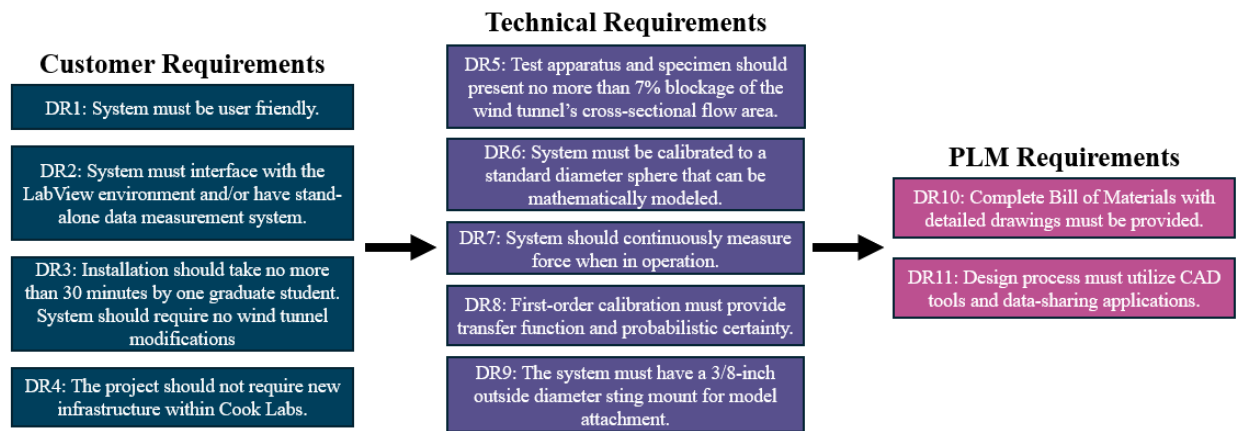 Customer Requirements
DR1: System must be user friendly.
DR2: System must interface with the
LabView environment and/or have stand-
alone data measurement system.
DR3: Installation should take no more
than 30 minutes by one graduate student.
System should require no wind tunnel
modifications
DR4: The project should not require new
infrastructure within Cook Labs.
Technical Requirements
DR5: Test apparatus and specimen should
present no more than 7% blockage of the
wind tunnel’s cross-sectional flow area.
DR6: System must be calibrated to a
standard diameter sphere that can be
mathematically modeled.
DR7: System should continuously measure
force when in operation.
DR8: First-order calibration must provide
transfer function and probabilistic certainty.
DR9: The system must have a 3/8-inch
outside diameter sting mount for model
attachment.
PLM Requirements
DR10: Complete Bill of Materials with
detailed drawings must be provided.
DR11: Design process must utilize CAD
tools and data-sharing applications.